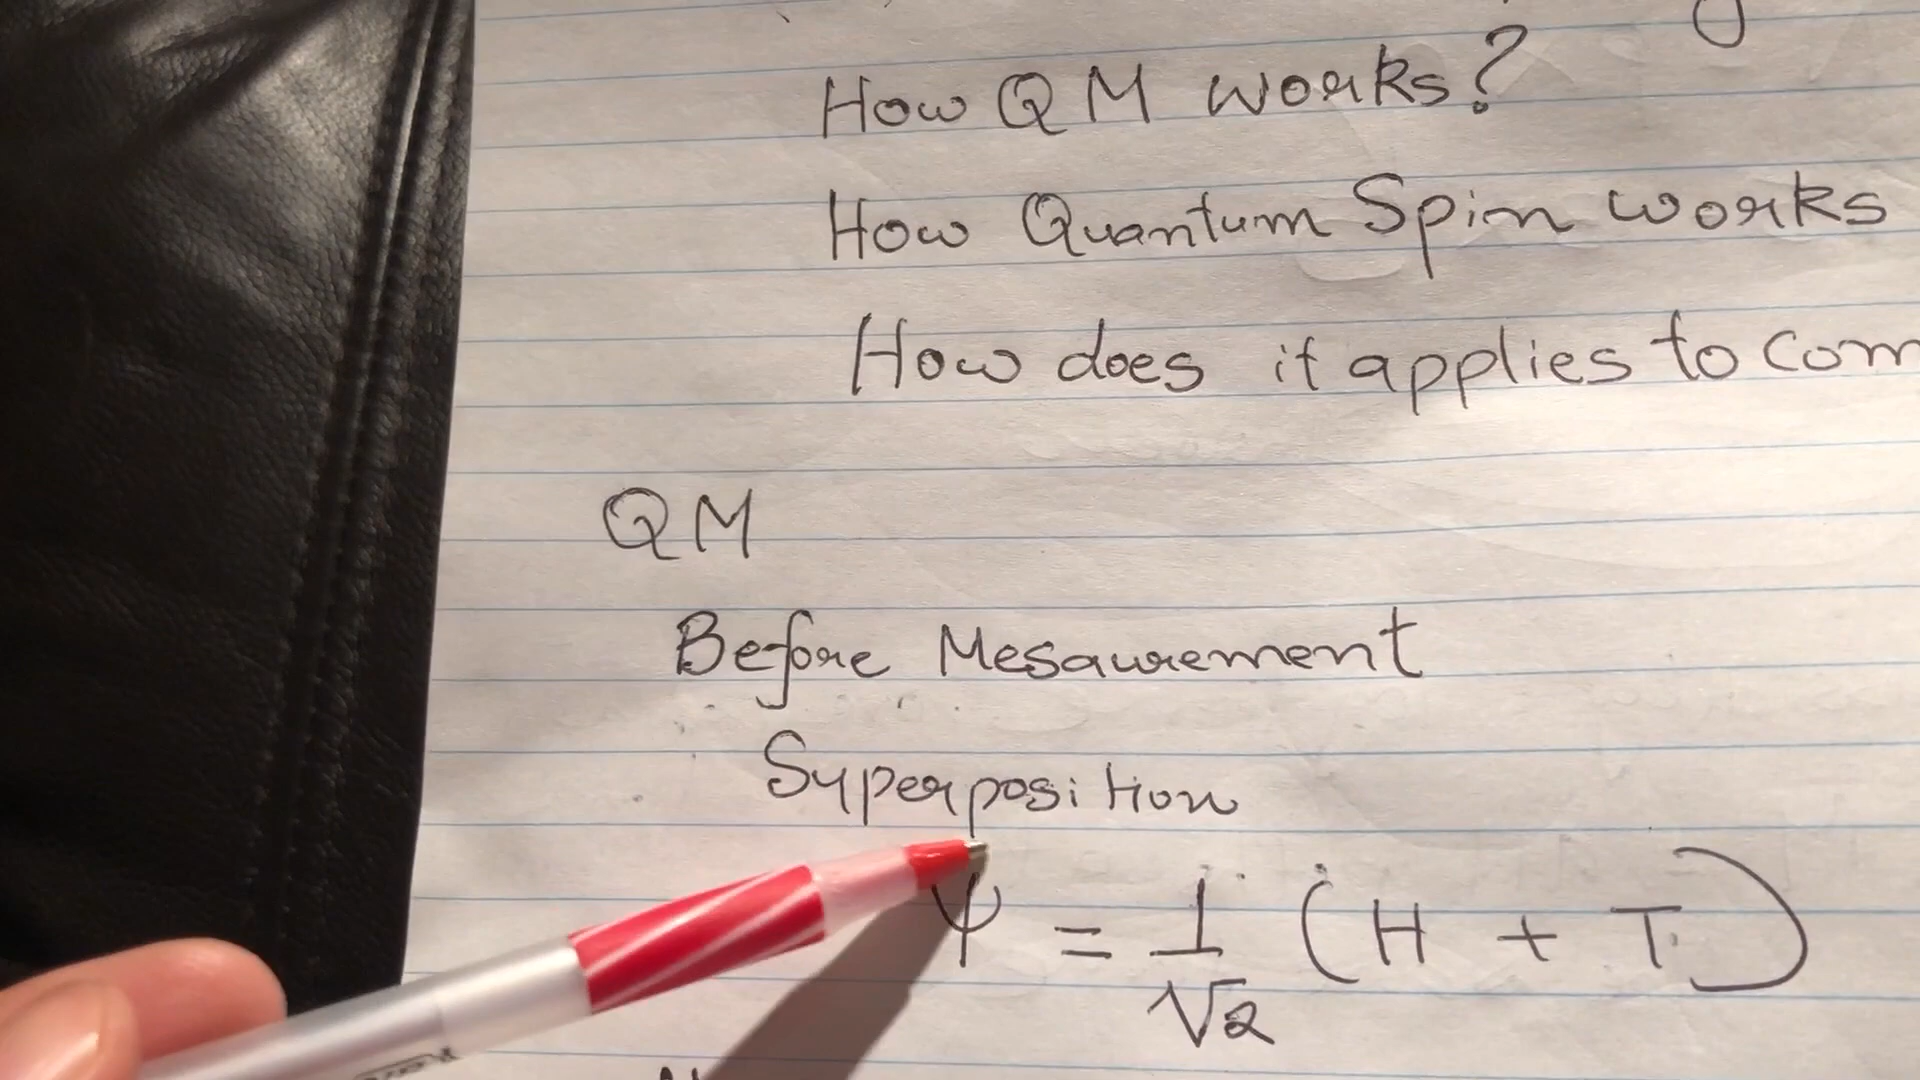 How QM works?
How Quantum Spin works
How does it applies to com
QM
Before Mesaurement
Superposition
Ψ = 1/√2 (H + T)